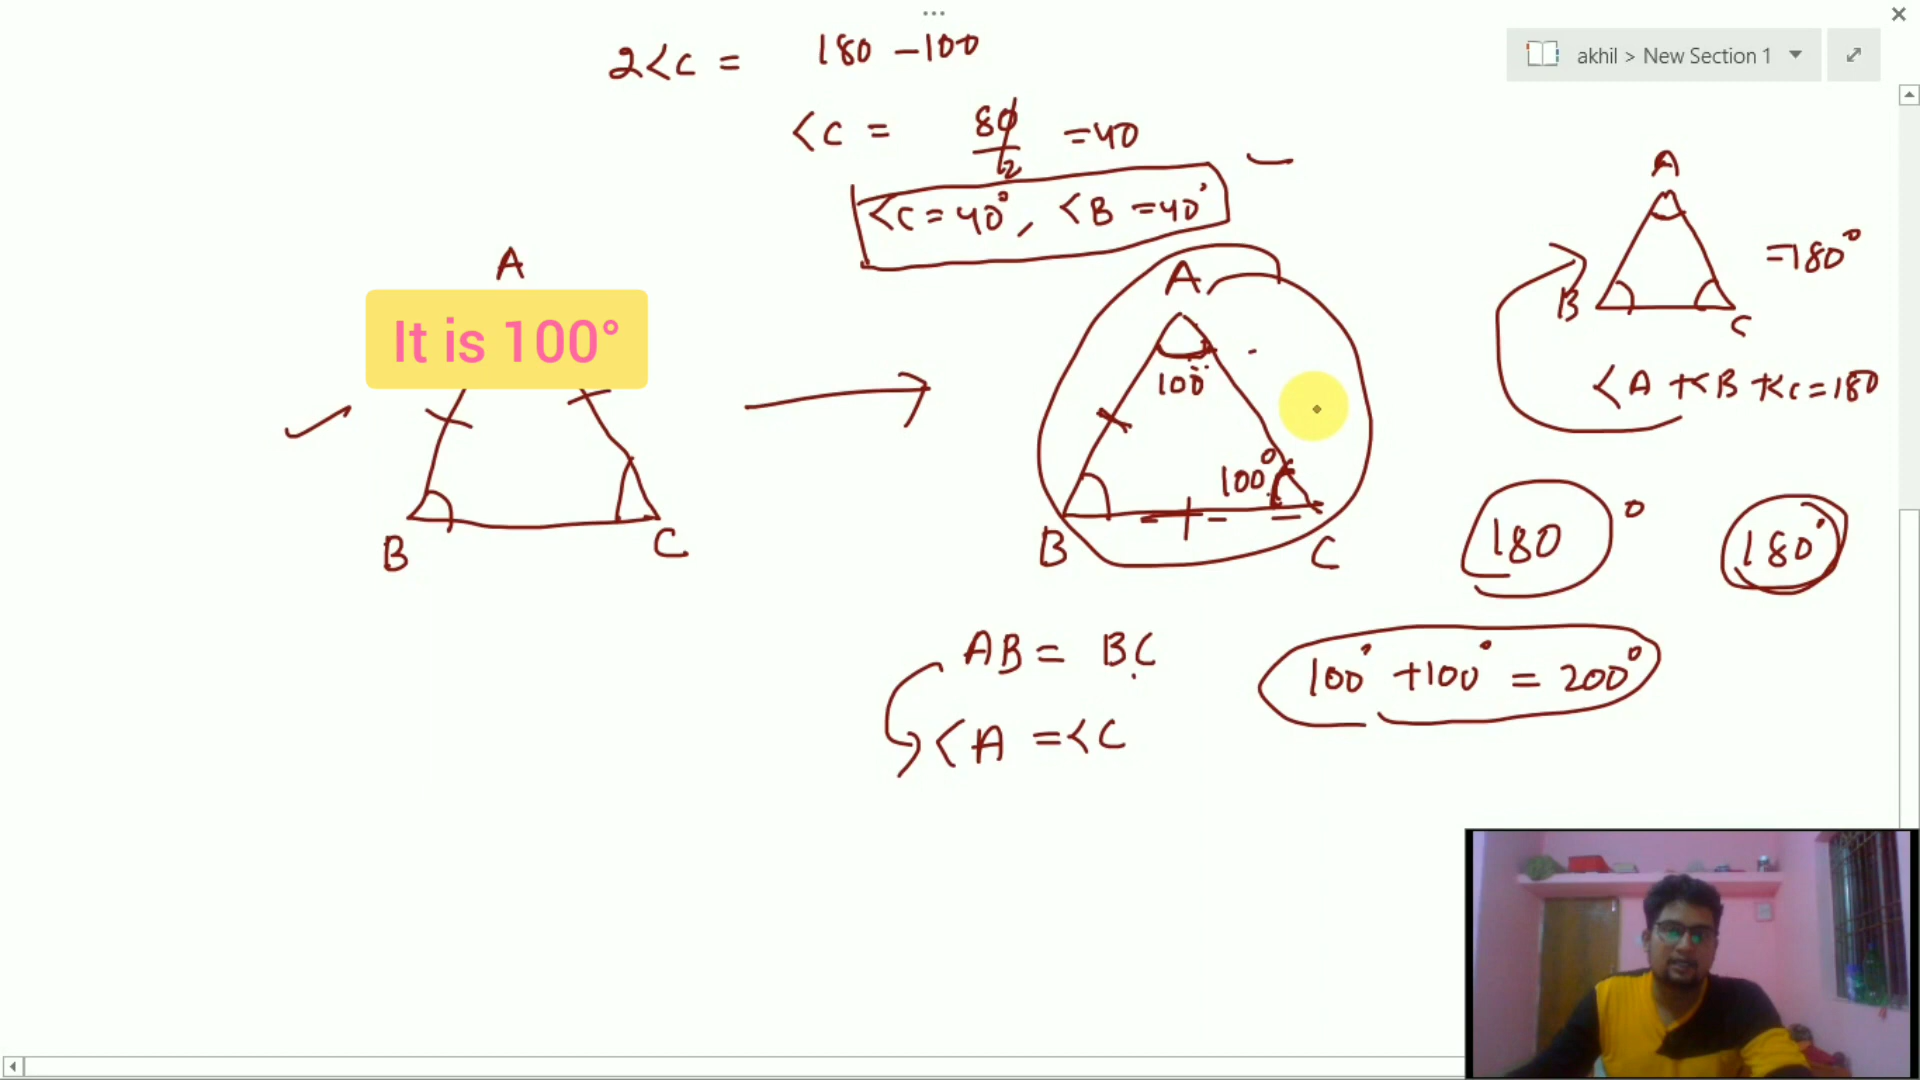 akhil > New Section 1
2<C = 180 - 100
<C = 80/2 = 40
<C = 40°, <B = 40°
A
It is 100°
B
C
A
100
100°
B
C
A
B
C
=180°
<A + <B + <C = 180
180°
180°
AB = BC
100° + 100° = 200°
<A = <C